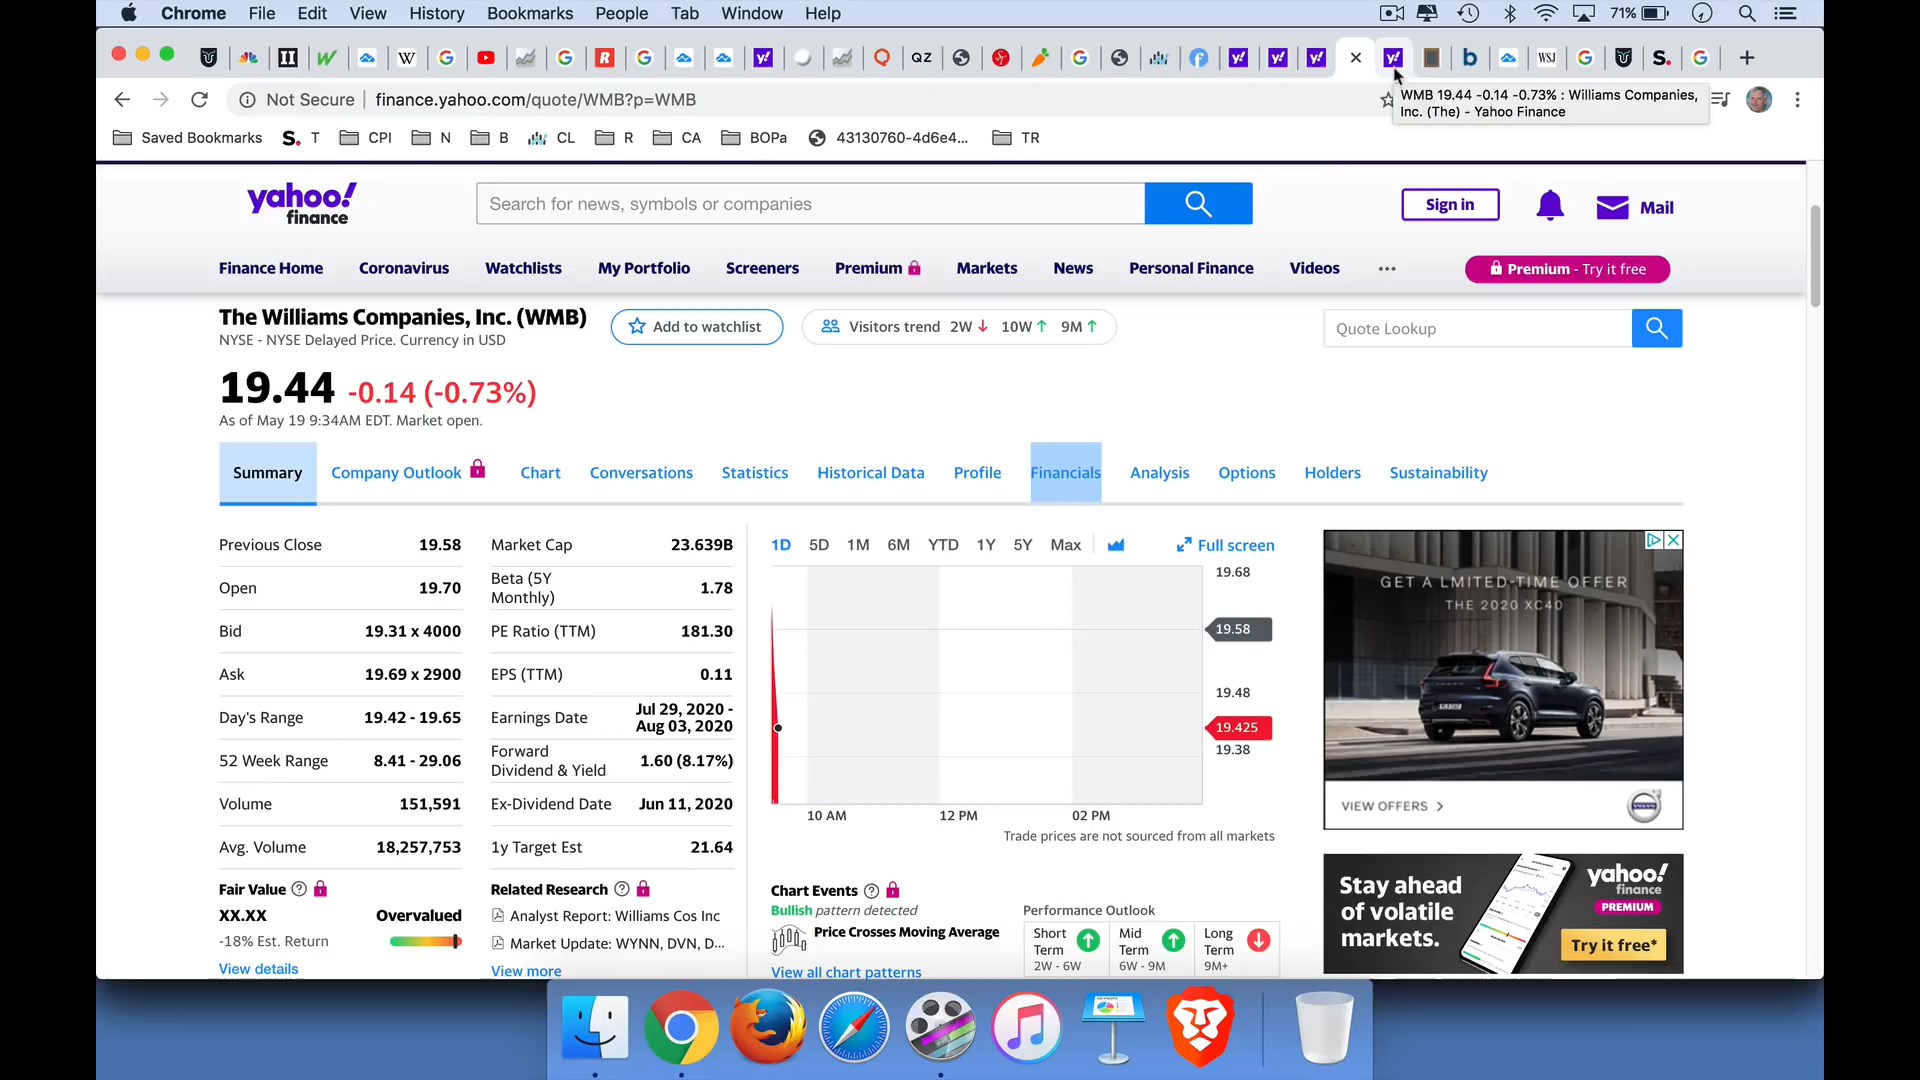 Chrome File Edit View History Bookmarks People Tab Window Help 71%
QZ WSJ
Not Secure finance.yahoo.com/quote/WMB?p=WMB
WMB 19.44 -0.14 -0.73% : Williams Companies,
Inc. (The) - Yahoo Finance
Saved Bookmarks S. T CPI N B CL R CA BOPa 43130760-4d6e4... TR
yahoo!
finance
Search for news, symbols or companies
Sign in Mail
Finance Home Coronavirus Watchlists My Portfolio Screeners Premium Markets News Personal Finance Videos ... Premium - Try it free
The Williams Companies, Inc. (WMB)
NYSE - NYSE Delayed Price. Currency in USD
Add to watchlist
Visitors trend 2W 10W 9M
Quote Lookup
19.44 -0.14 (-0.73%)
As of May 19 9:34AM EDT. Market open.
Summary Company Outlook Chart Conversations Statistics Historical Data Profile Financials Analysis Options Holders Sustainability
Previous Close 19.58
Open 19.70
Bid 19.31 x 4000
Ask 19.69 x 2900
Day's Range 19.42 - 19.65
52 Week Range 8.41 - 29.06
Volume 151,591
Avg. Volume 18,257,753
Market Cap 23.639B
Beta (5Y
Monthly) 1.78
PE Ratio (TTM) 181.30
EPS (TTM) 0.11
Earnings Date Jul 29, 2020 -
Aug 03, 2020
Forward
Dividend & Yield 1.60 (8.17%)
Ex-Dividend Date Jun 11, 2020
1y Target Est 21.64
Fair Value
XX.XX Overvalued
-18% Est. Return
View details
Related Research
Analyst Report: Williams Cos Inc
Market Update: WYNN, DVN, D...
View more
1D 5D 1M 6M YTD 1Y 5Y Max Full screen
19.68
19.58
19.48
19.425
19.38
10 AM 12 PM 02 PM
Trade prices are not sourced from all markets
Chart Events
Bullish pattern detected
Price Crosses Moving Average
View all chart patterns
Performance Outlook
Short
Term
2W - 6W
Mid
Term
6W - 9M
Long
Term
9M+
GET A LMITED-TIME OFFER
THE 2020 XC40
VIEW OFFERS
Stay ahead
of volatile
markets.
yahoo!
finance
PREMIUM
Try it free*